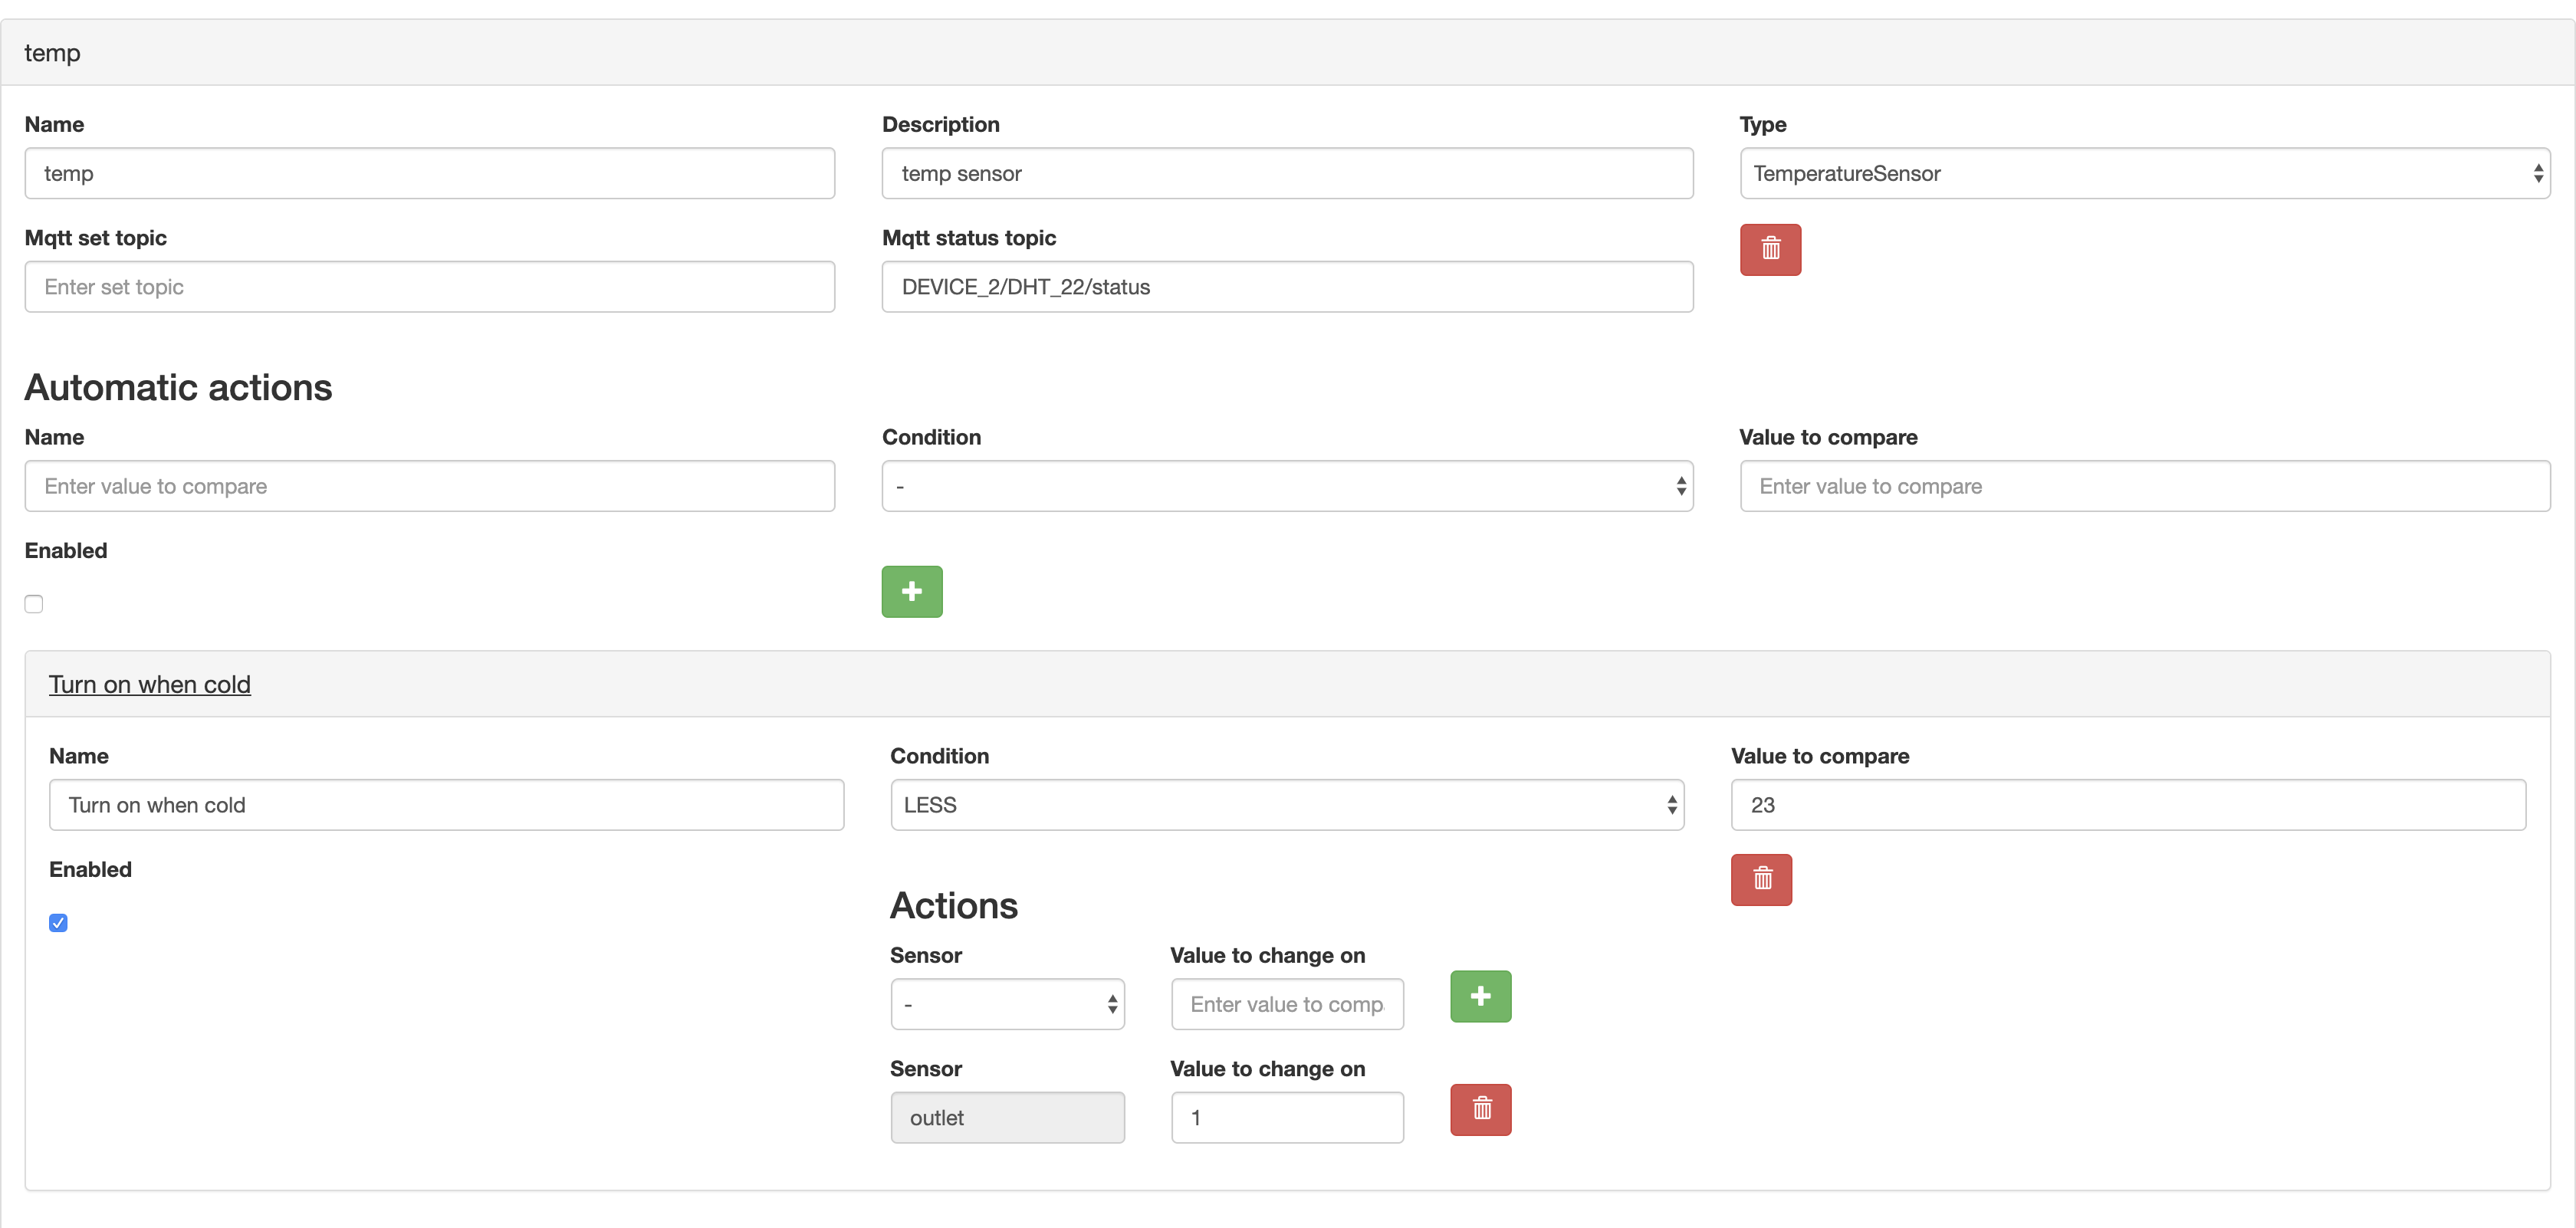 temp
Name
Description
Type
temp
temp sensor
TemperatureSensor
Mqtt set topic
Mqtt status topic
Enter set topic
DEVICE_2/DHT_22/status
Automatic actions
Name
Condition
Value to compare
Enter value to compare
-
Enter value to compare
Enabled
Turn on when cold
Name
Condition
Value to compare
Turn on when cold
LESS
23
Enabled
Actions
Sensor
Value to change on
-
Enter value to comp
Sensor
Value to change on
outlet
1